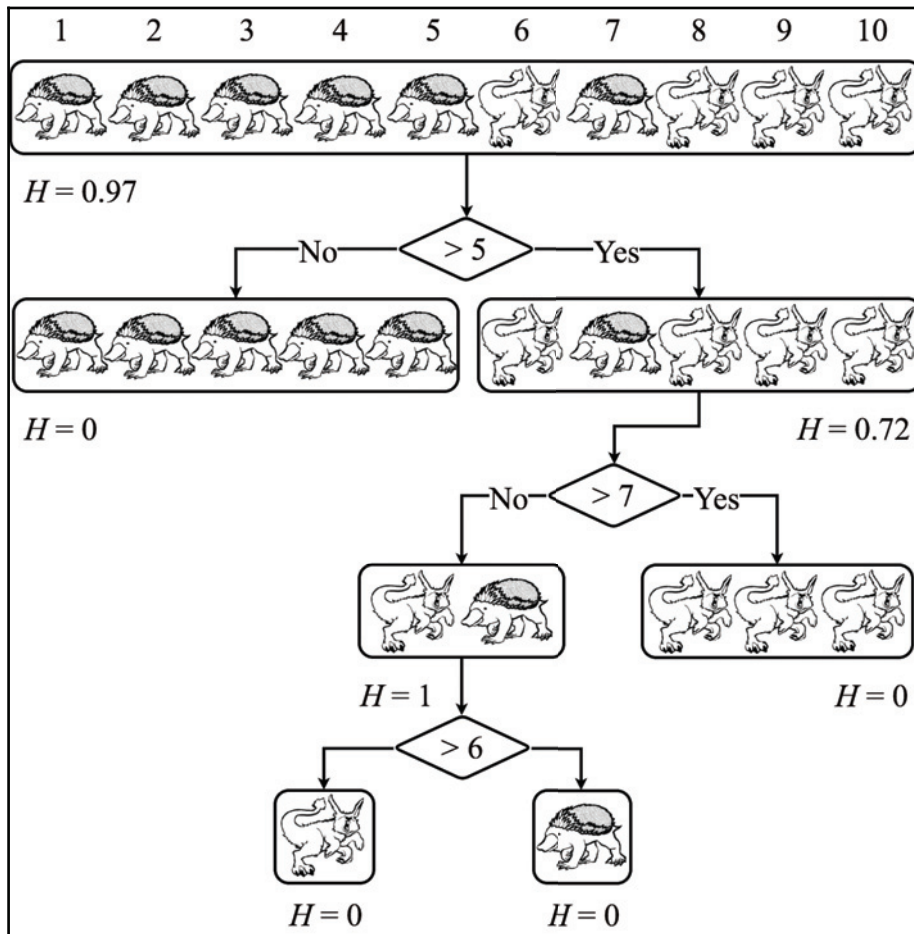 1 2 3 4 5 6 7 8 9 10
H = 0.97
> 5
No Yes
H = 0
H = 0.72
> 7
No Yes
H = 1
H = 0
> 6
H = 0
H = 0